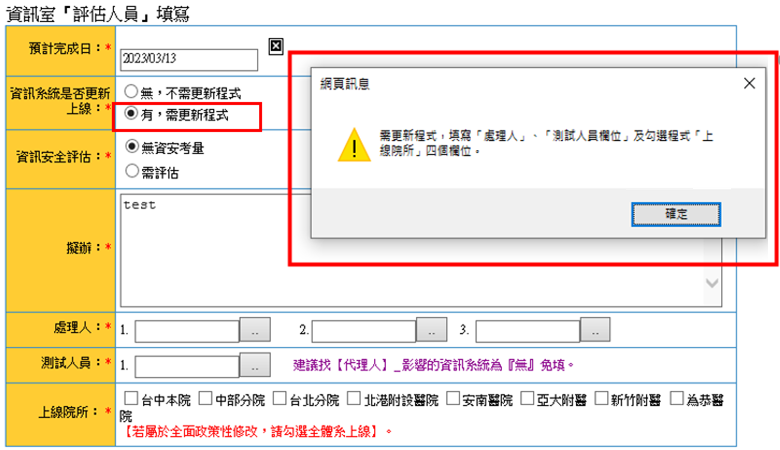 資訊室「評估人員」填寫
預計完成日：*
2023/03/13
資訊系統是否更新
上線：*
無，不需更新程式
有，需更新程式
資訊安全評估：*
無資安考量
需評估
擬辦：*
test
網頁訊息
需更新程式，填寫「處理人」、「測試人員欄位」及勾選程式「上
線院所」四個欄位。
確定
處理人：* 1. .. 2. .. 3. ..
測試人員：* 1. .. 建議找【代理人】_影響的資訊系統為『無』免填。
上線院所：*
台中本院 中部分院 台北分院 北港附設醫院 安南醫院 亞大附醫 新竹附醫 為恭醫
院
【若屬於全面政策性修改，請勾選全體系上線】。